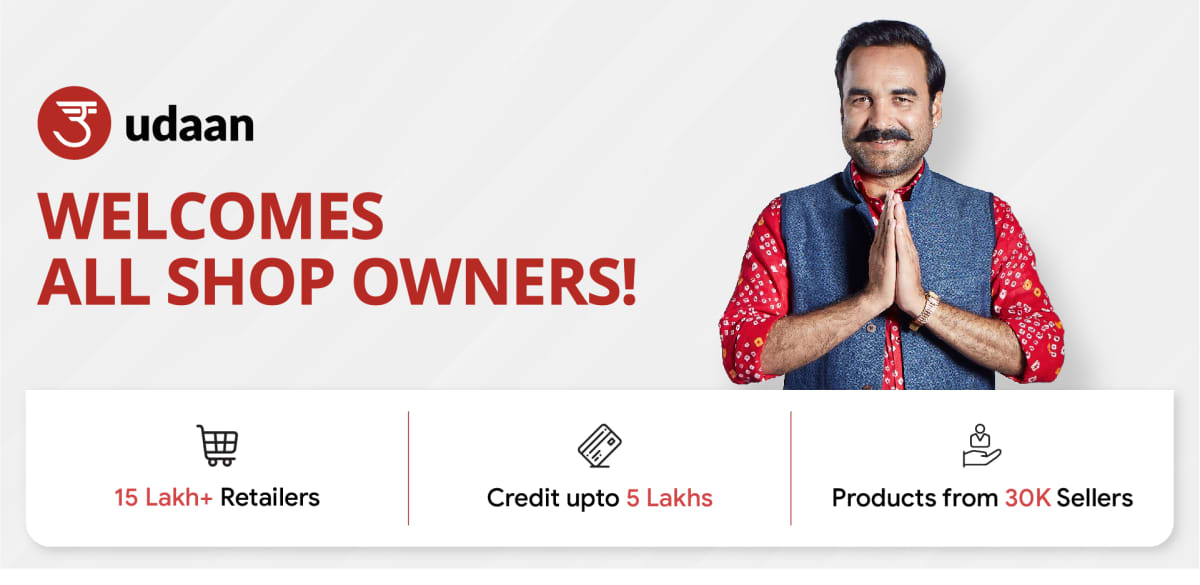 उ udaan
WELCOMES
ALL SHOP OWNERS!
15 Lakh+ Retailers
Credit upto 5 Lakhs
Products from 30K Sellers